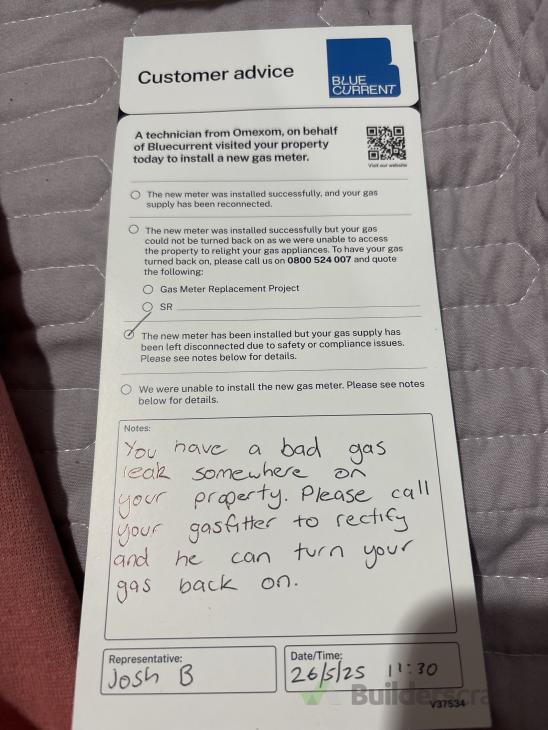 Customer advice
BLUE
CURRENT
A technician from Omexom, on behalf
of Bluecurrent visited your property
today to install a new gas meter.
Visit our website
The new meter was installed successfully, and your gas
supply has been reconnected.
The new meter was installed successfully but your gas
could not be turned back on as we were unable to access
the property to relight your gas appliances. To have your gas
turned back on, please call us on 0800 524 007 and quote
the following:
Gas Meter Replacement Project
SR
The new meter has been installed but your gas supply has
been left disconnected due to safety or compliance issues.
Please see notes below for details.
We were unable to install the new gas meter. Please see notes
below for details.
Notes:
You have a bad gas
leak somewhere on
your property. Please call
your gasfitter to rectify
and he can turn your
gas back on.
Representative:
Josh B
Date/Time:
26/5/25 11:30
V37534